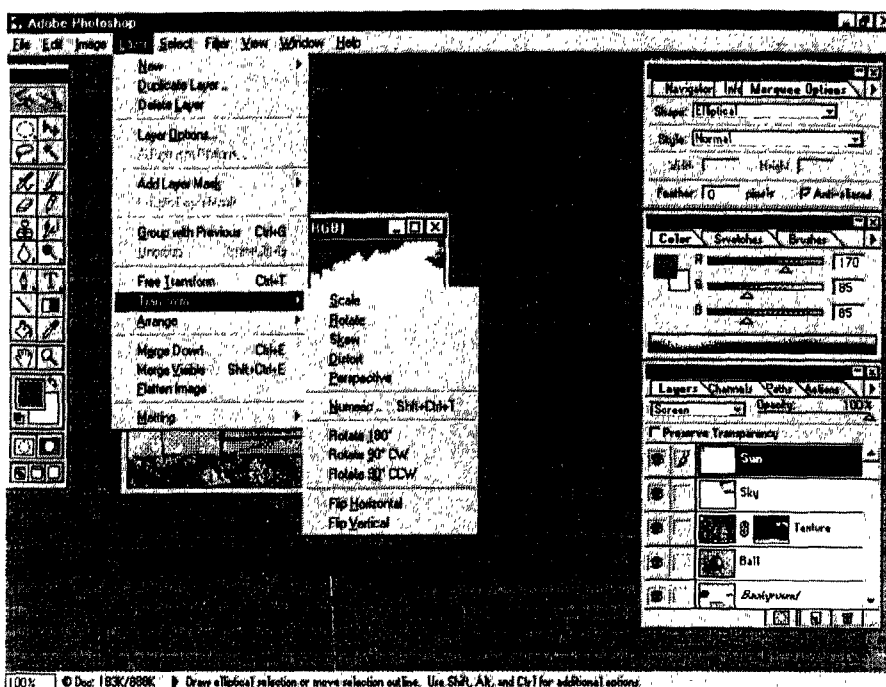 Adobe Photoshop
File Edit Image Layer Select Filter View Window Help
New
Duplicate Layer...
Delete Layer
Layer Options...
Add Layer Mask
Group with Previous Ctrl+G
Ungroup
Free Transform Ctrl+T
Transform
Arrange
Merge Down Ctrl+E
Merge Visible Shft+Ctrl+E
Flatten Image
Matting
RGB)
Scale
Rotate
Skew
Distort
Perspective
Numeric... Shft+Ctrl+T
Rotate 180°
Rotate 90° CW
Rotate 90° CCW
Flip Horizontal
Flip Vertical
Navigator Info Marquee Options
Shape: Elliptical
Style: Normal
Width: Height:
Feather: 0 pixels Anti-aliased
Color Swatches Brushes
R 170
G 85
B 85
Layers Channels Paths Actions
Screen Opacity: 100%
Preserve Transparency
Sun
Sky
Texture
Ball
Background
100% Doc: 183K/888K Draw elliptical selection or move selection outline. Use Shift, Alt, and Ctrl for additional options.